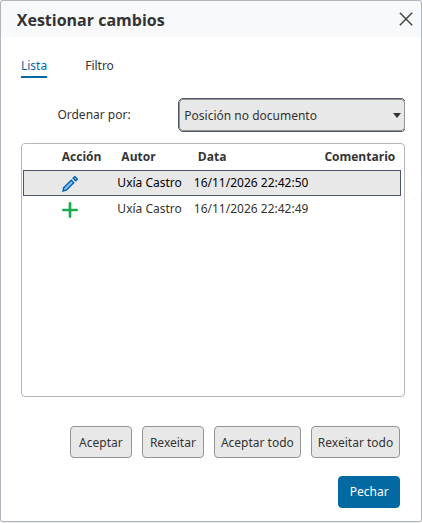 Xestionar cambios
Lista Filtro
Ordenar por: Posición no documento
Acción Autor Data Comentario
Uxía Castro 16/11/2026 22:42:50
Uxía Castro 16/11/2026 22:42:49
Aceptar Rexeitar Aceptar todo Rexeitar todo
Pechar